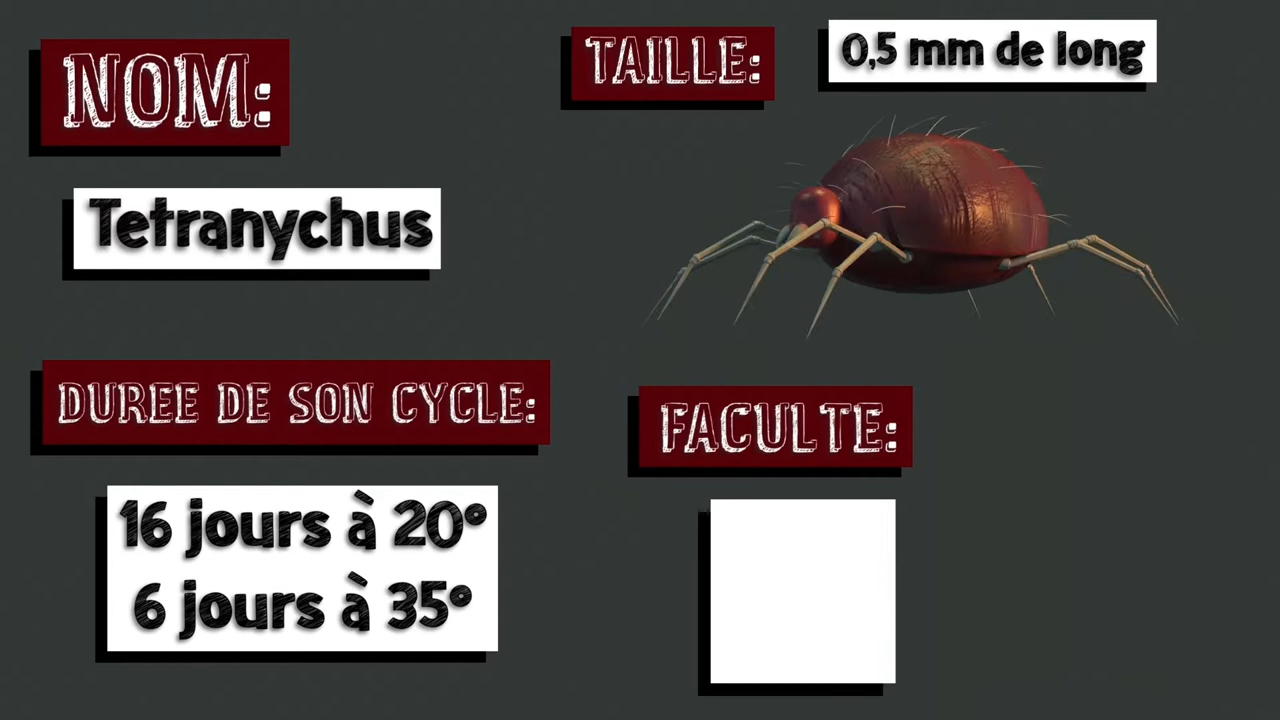 NOM:
Tetranychus
TAILLE:
0,5 mm de long
DUREE DE SON CYCLE:
16 jours à 20°
6 jours à 35°
FACULTE: